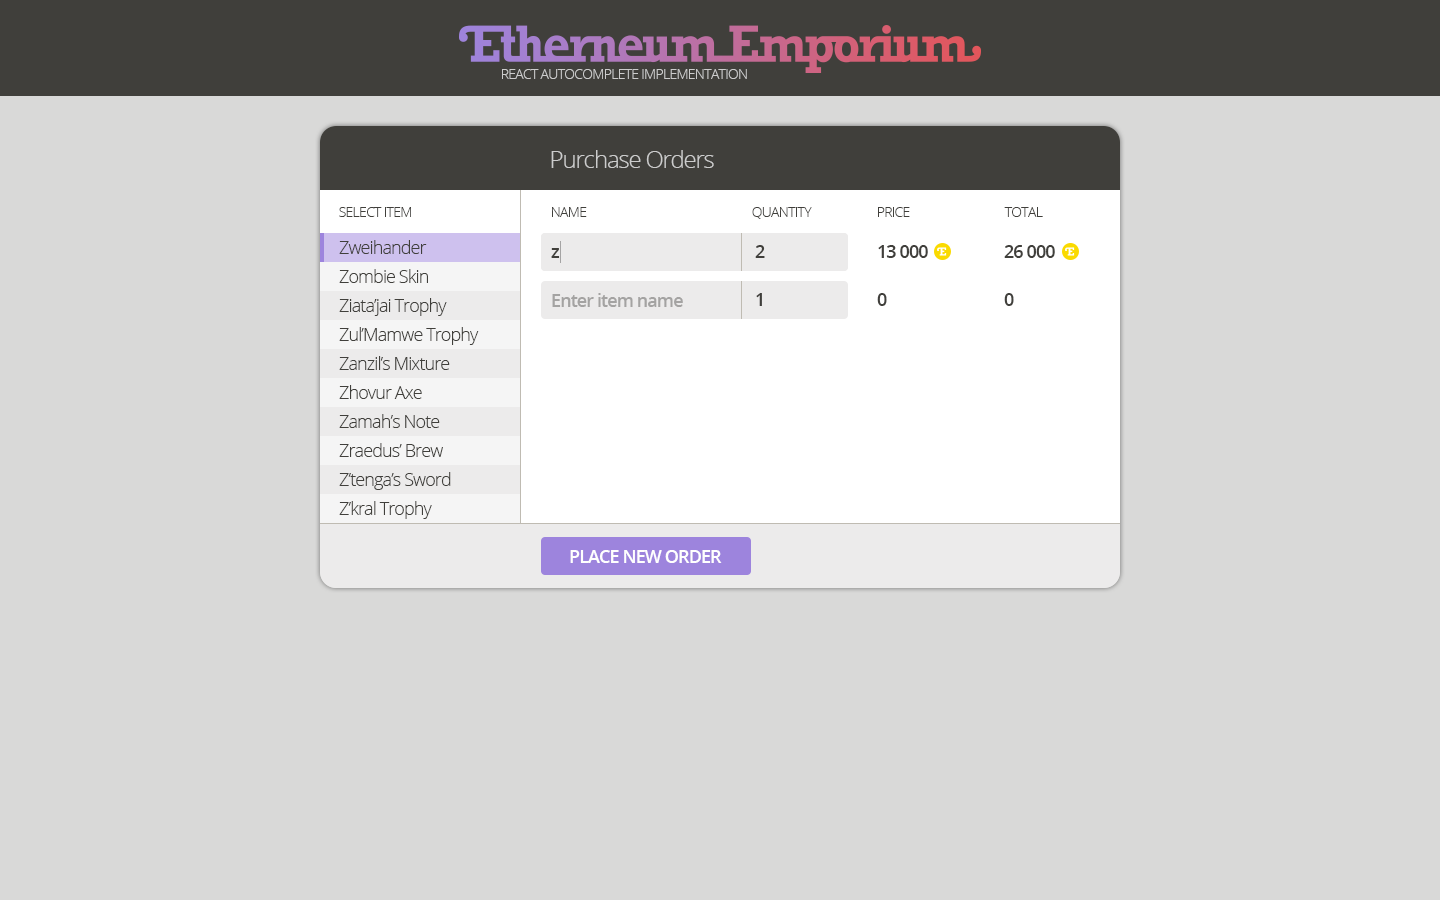 Etherneum Emporium
REACT AUTOCOMPLETE IMPLEMENTATION
Purchase Orders
SELECT ITEM
Zweihander
Zombie Skin
Ziata’jai Trophy
Zul’Mamwe Trophy
Zanzil’s Mixture
Zhovur Axe
Zamah’s Note
Zraedus’ Brew
Z’tenga’s Sword
Z’kral Trophy
NAME QUANTITY PRICE TOTAL
z 2 13 000 26 000
Enter item name 1 0 0
PLACE NEW ORDER